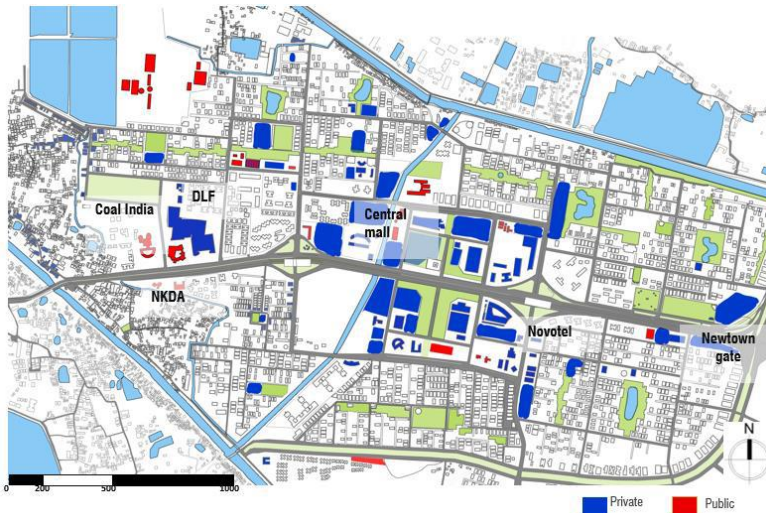 DLF
Coal India
Central
mall
NKDA
Novotel
Newtown
gate
N
0 200 500 1000
Private Public